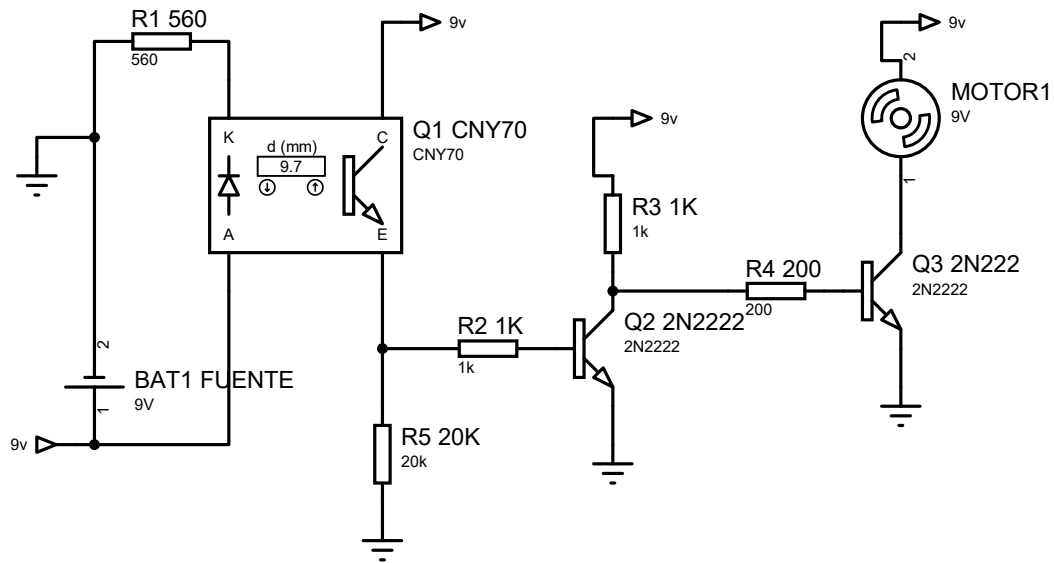 R1 560
560
9v
K
A
d (mm)
9.7
C
E
Q1 CNY70
CNY70
9v
R3 1K
1k
9v
2
MOTOR1
9V
1
R4 200
200
Q3 2N222
2N2222
R2 1K
1k
Q2 2N2222
2N2222
2
BAT1 FUENTE
9V
1
9v
R5 20K
20k